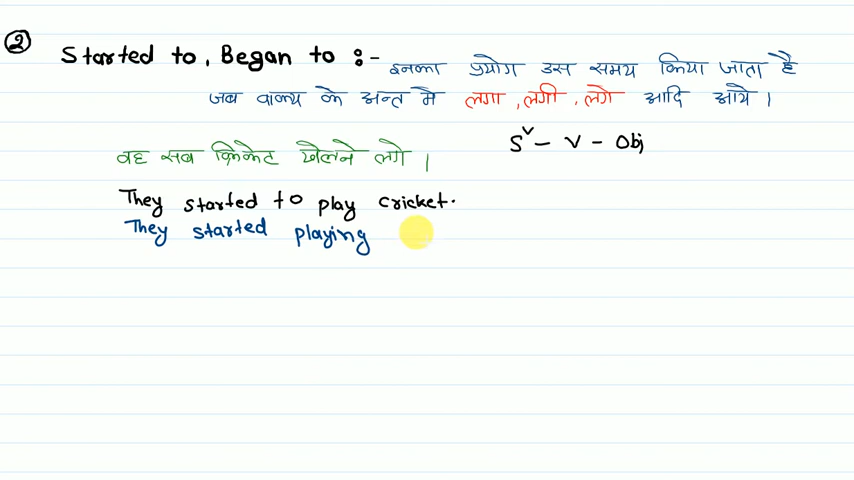 ② Started to, Began to :- इनका प्रयोग उस समय किया जाता है
जब वाक्य के अन्त मे लगा, लगी, लगे आदि आये।
S - V - Obj
वह सब क्रिकेट खेलने लगे।
They started to play cricket.
They started playing